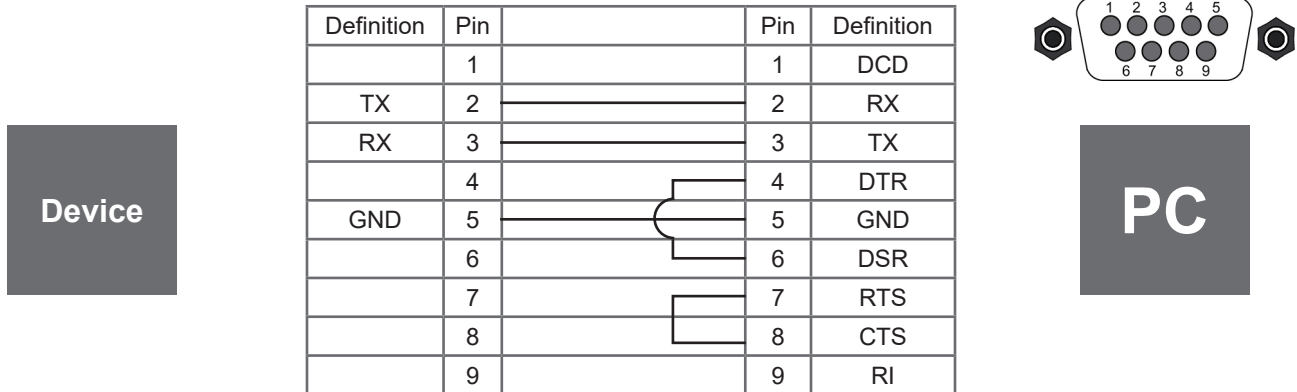 Definition Pin Pin Definition
1 1 DCD
TX 2 2 RX
RX 3 3 TX
4 4 DTR
GND 5 5 GND
6 6 DSR
7 7 RTS
8 8 CTS
9 9 RI
Device
1 2 3 4 5
6 7 8 9
PC